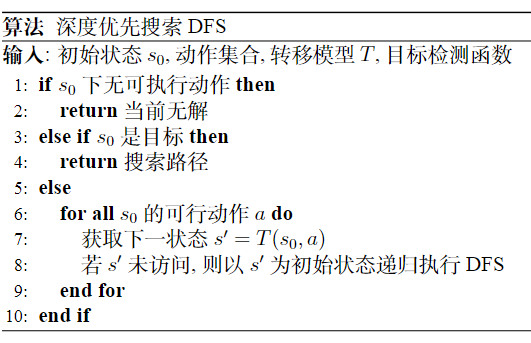 算法 深度优先搜索 DFS
输入: 初始状态 s₀, 动作集合, 转移模型 T, 目标检测函数
1: if s₀ 下无可执行动作 then
2: return 当前无解
3: else if s₀ 是目标 then
4: return 搜索路径
5: else
6: for all s₀ 的可行动作 a do
7: 获取下一状态 s′ = T(s₀, a)
8: 若 s′ 未访问, 则以 s′ 为初始状态递归执行 DFS
9: end for
10: end if